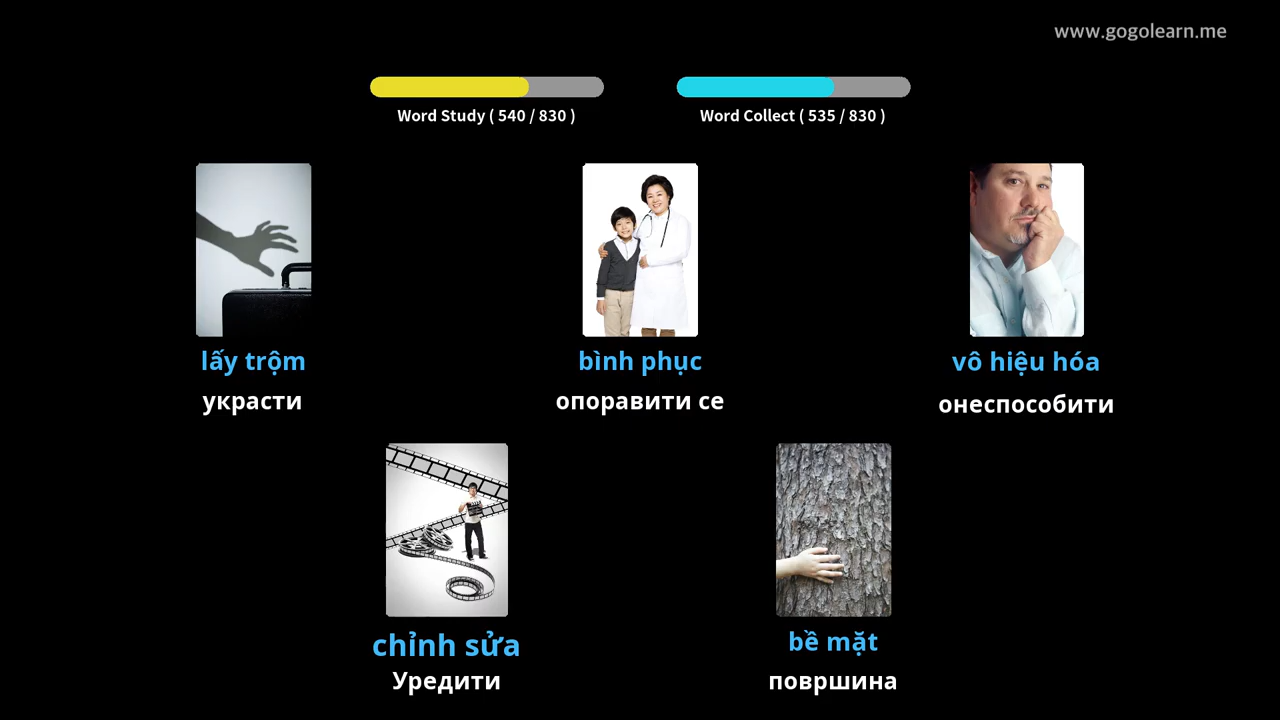 www.gogolearn.me
Word Study ( 540 / 830 )
Word Collect ( 535 / 830 )
lấy trộm
украсти
bình phục
опоравити се
vô hiệu hóa
онеспособити
chỉnh sửa
Уредити
bề mặt
површина